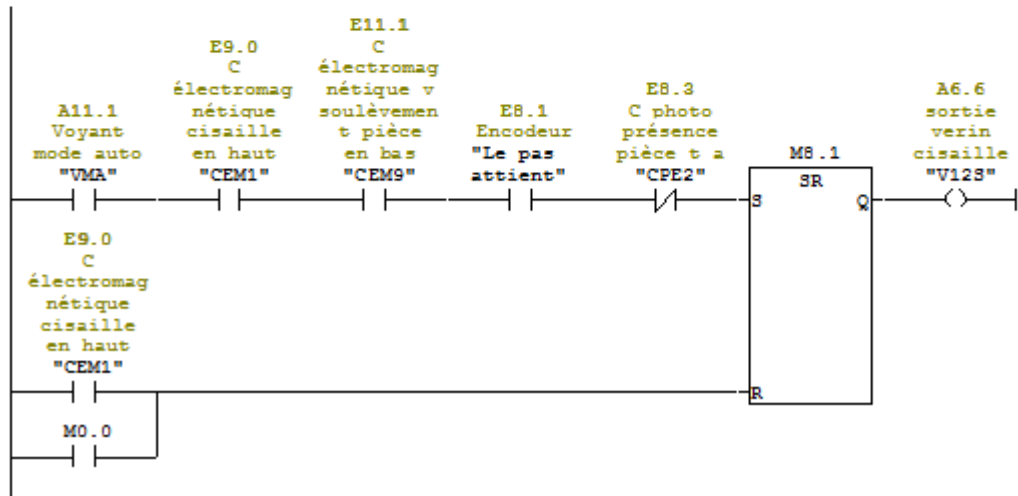 A11.1
Voyant
mode auto
"VMA"
E9.0
C
électromag
nétique
cisaille
en haut
"CEM1"
E11.1
C
électromag
nétique v
soulèvemen
t pièce
en bas
"CEM9"
E8.1
Encodeur
"Le pas
attient"
E8.3
C photo
présence
pièce t a
"CPE2"
M8.1
SR
S
Q
A6.6
sortie
verin
cisaille
"V12S"
E9.0
C
électromag
nétique
cisaille
en haut
"CEM1"
R
M0.0